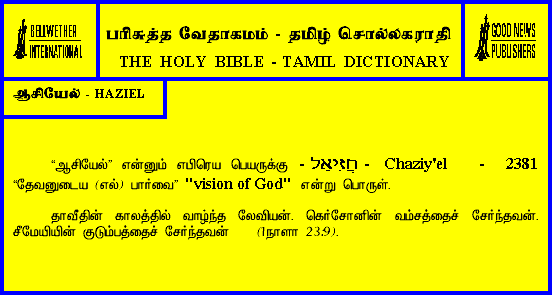 BELLWETHER
INTERNATIONAL
பரிசுத்த வேதாகமம் - தமிழ் சொல்லகராதி
THE HOLY BIBLE - TAMIL DICTIONARY
GOOD NEWS
PUBLISHERS
ஆசியேல் - HAZIEL
“ஆசியேல்” என்னும் எபிரெய பெயருக்கு - חֲזִיאֵל - Chaziy'el - 2381
“தேவனுடைய (எல்) பார்வை” "vision of God" என்று பொருள்.
தாவீதின் காலத்தில் வாழ்ந்த லேவியன். கெர்சோனின் வம்சத்தைச் சேர்ந்தவன்.
சீமேயியின் குடும்பத்தைச் சேர்ந்தவன் (1நாளா 23:9).